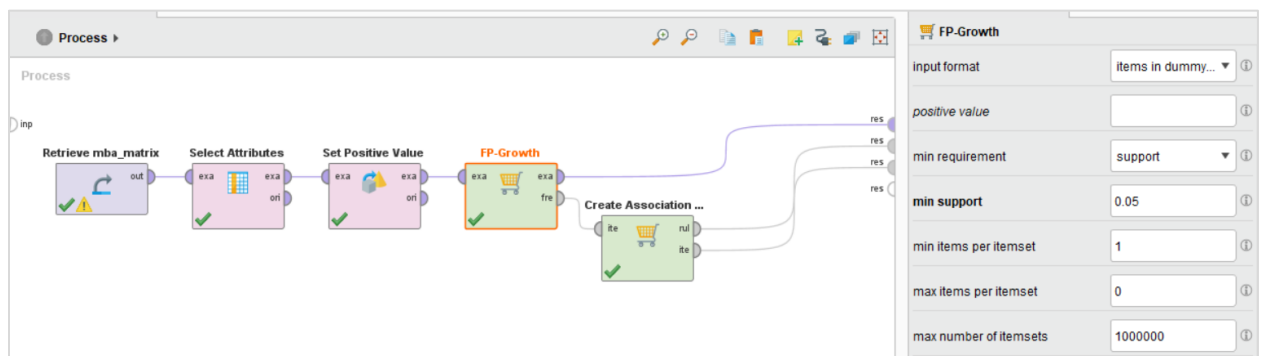 Process
Process
inp
res
res
res
res
Retrieve mba_matrix
out
Select Attributes
exa
exa
ori
Set Positive Value
exa
exa
ori
FP-Growth
exa
exa
fre
Create Association ...
ite
rul
ite
FP-Growth
input format
items in dummy...
positive value
min requirement
support
min support
0.05
min items per itemset
1
max items per itemset
0
max number of itemsets
1000000